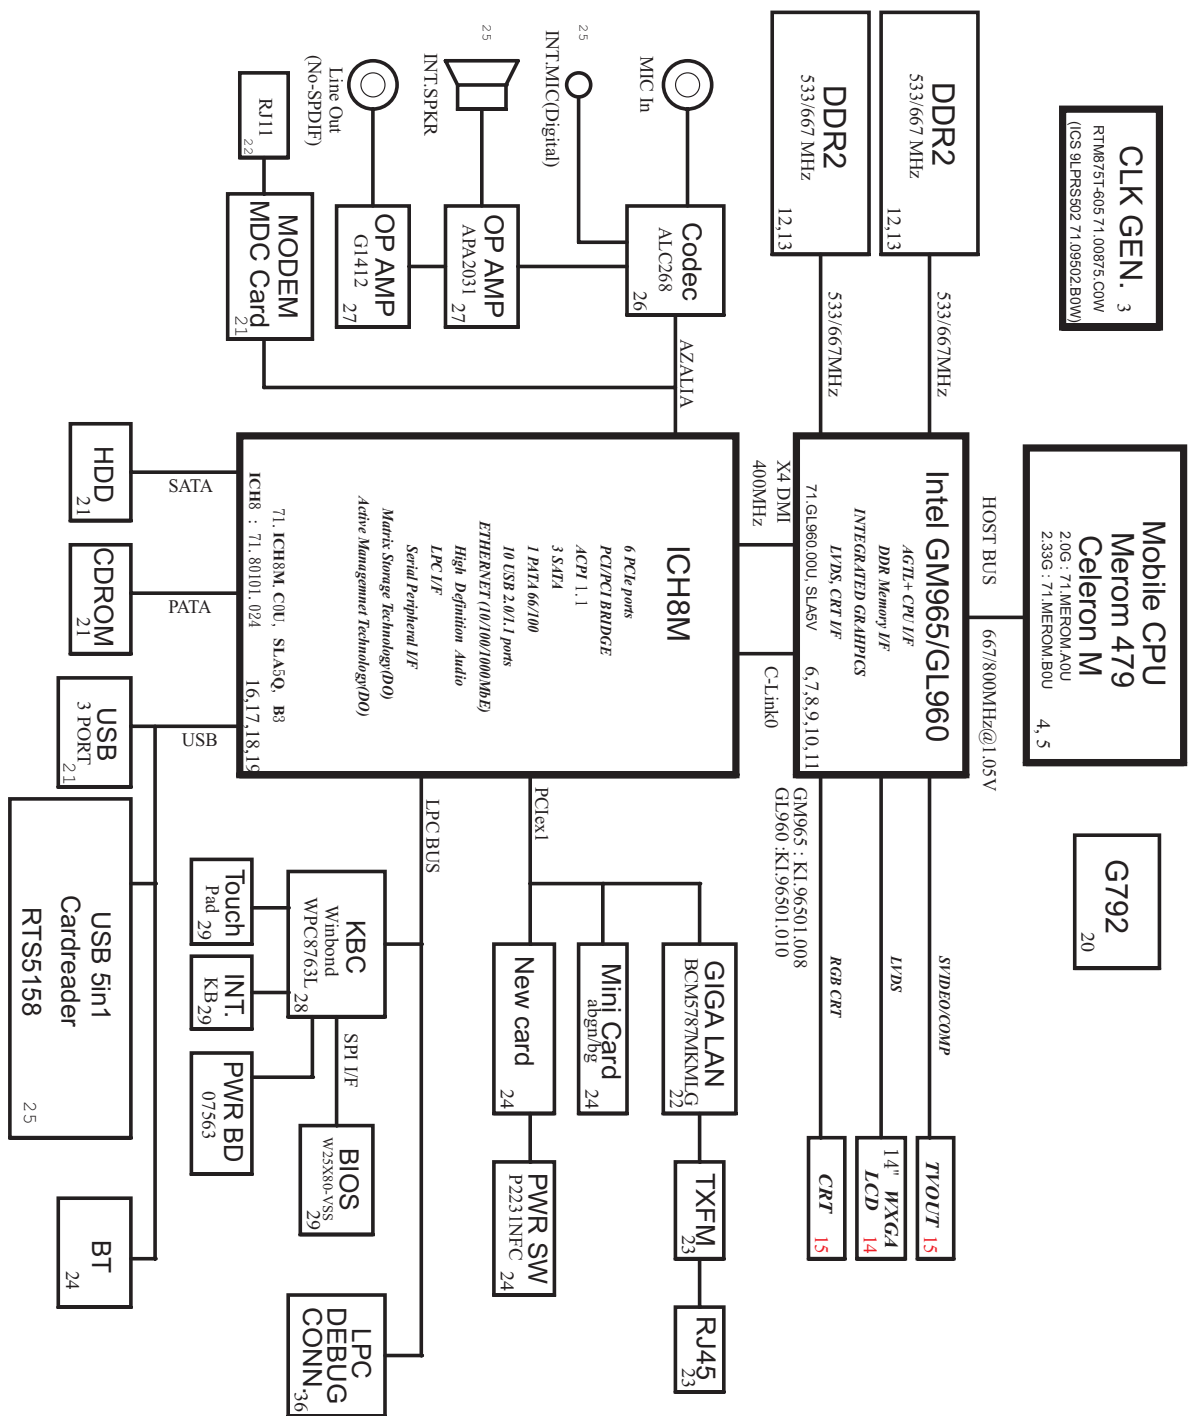 CLK GEN.
3
RTM875T-605 71.00875.C0W
(ICS 9LPRS502 71.09502.B0W)
Mobile CPU
Merom 479
Celeron M
2.0G : 71.MEROM.A0U
2.33G : 71.MEROM.B0U
4, 5
G792
20
HOST BUS
667/800MHz@1.05V
DDR2
533/667 MHz
12,13
533/667MHz
DDR2
533/667 MHz
12,13
533/667MHz
Intel GM965/GL960
AGTL+ CPU I/F
DDR Memory I/F
INTEGRATED GRAHPICS
LVDS, CRT I/F
71.GL960.00U, SLA5V
6,7,8,9,10,11
SVIDEO/COMP
TVOUT
15
LVDS
14" WXGA
LCD
14
RGB CRT
CRT
15
GM965 : KI.96501.008
GL960 :KI.96501.010
X4 DMI
400MHz
C-Link0
MIC In
INT.MIC(Digital)
25
INT.SPKR
25
Line Out
(No-SPDIF)
RJ11
22
Codec
ALC268
26
OP AMP
APA2031
27
OP AMP
G1412
27
MODEM
MDC Card
21
AZALIA
ICH8M
6 PCIe ports
PCI/PCI BRIDGE
ACPI 1.1
3 SATA
1 PATA 66/100
10 USB 2.0/1.1 ports
ETHERNET (10/100/1000MbE)
High Definition Audio
LPC I/F
Serial Peripheral I/F
Matrix Storage Technology(DO)
Active Managemnet Technology(DO)
71.ICH8M.C0U, SLA5Q, B3
ICH8 : 71.80101.024
16,17,18,19
PCIex1
GIGA LAN
BCM5787MKMLG
22
TXFM
23
RJ45
23
Mini Card
abgn/bg
24
New card
24
PWR SW
P2231NFC
24
LPC BUS
KBC
Winbond
WPC8763L
28
SPI I/F
BIOS
W25X80-VSS
29
LPC
DEBUG
CONN.
36
Touch
Pad
29
INT.
KB
29
PWR BD
07563
SATA
HDD
21
PATA
CDROM
21
USB
USB
3 PORT
21
USB 5in1
Cardreader
RTS5158
25
BT
24